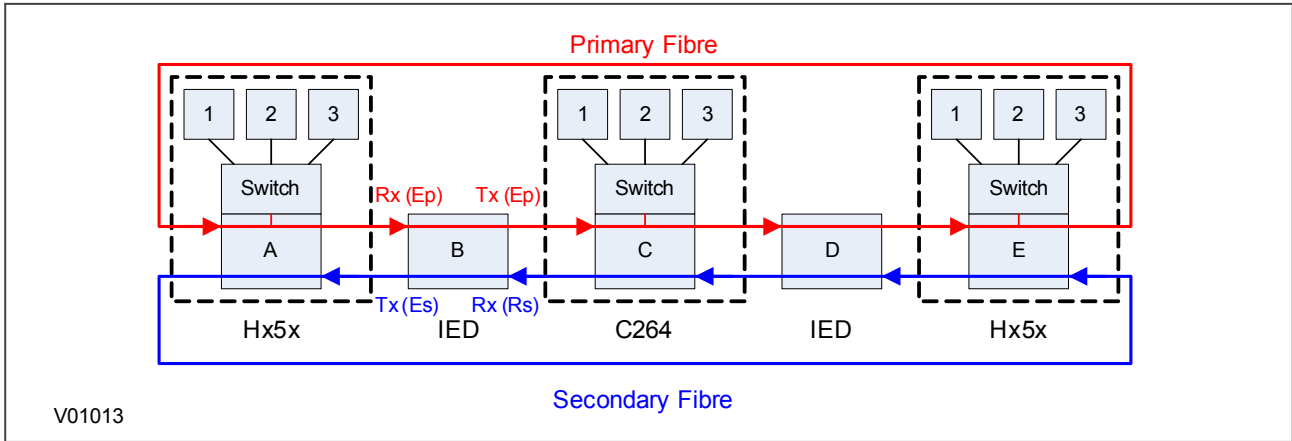 Primary Fibre
1 2 3 1 2 3 1 2 3
Switch Switch Switch
Rx (Ep) Tx (Ep)
A B C D E
Tx (Es) Rx (Rs)
Hx5x IED C264 IED Hx5x
Secondary Fibre
V01013